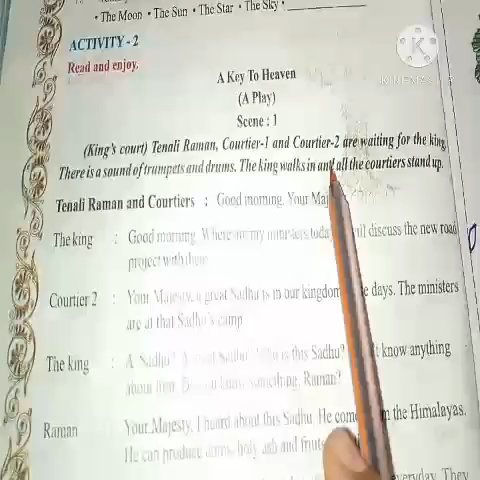 • The Moon • The Sun • The Star • The Sky •
ACTIVITY - 2
Read and enjoy.
A Key To Heaven
(A Play)
Scene : 1
(King's court) Tenali Raman, Courtier-1 and Courtier-2 are waiting for the king
There is a sound of trumpets and drums. The king walks in and all the courtiers stand up.
Tenali Raman and Courtiers : Good morning, Your Maj
The king : Good morning. Where are my ministers today discuss the new road
project with them
Courtier 2 : Your Majesty, a great Sadhu is in our kingdom days. The ministers
are at that Sadhu's camp
The king : A Sadhu? Sadhu? Who is this Sadhu? know anything
about him. something, Raman?
Raman : Your Majesty, I heard about this Sadhu. He com the Himalayas.
He can produce holy ash and fruit
everyday. They
KINEMASTER